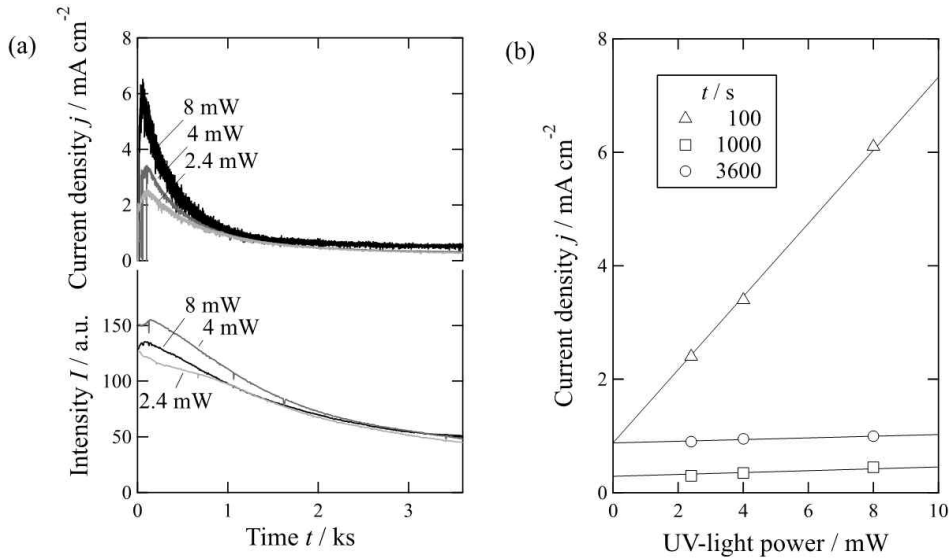 (a)
8
6
4
2
0
Current density j / mA cm-2
8 mW
4 mW
2.4 mW
150
100
50
0
Intensity I / a.u.
8 mW
4 mW
2.4 mW
0
1
2
3
Time t / ks
(b)
8
6
4
2
0
Current density j / mA cm-2
t / s
100
1000
3600
0
2
4
6
8
10
UV-light power / mW